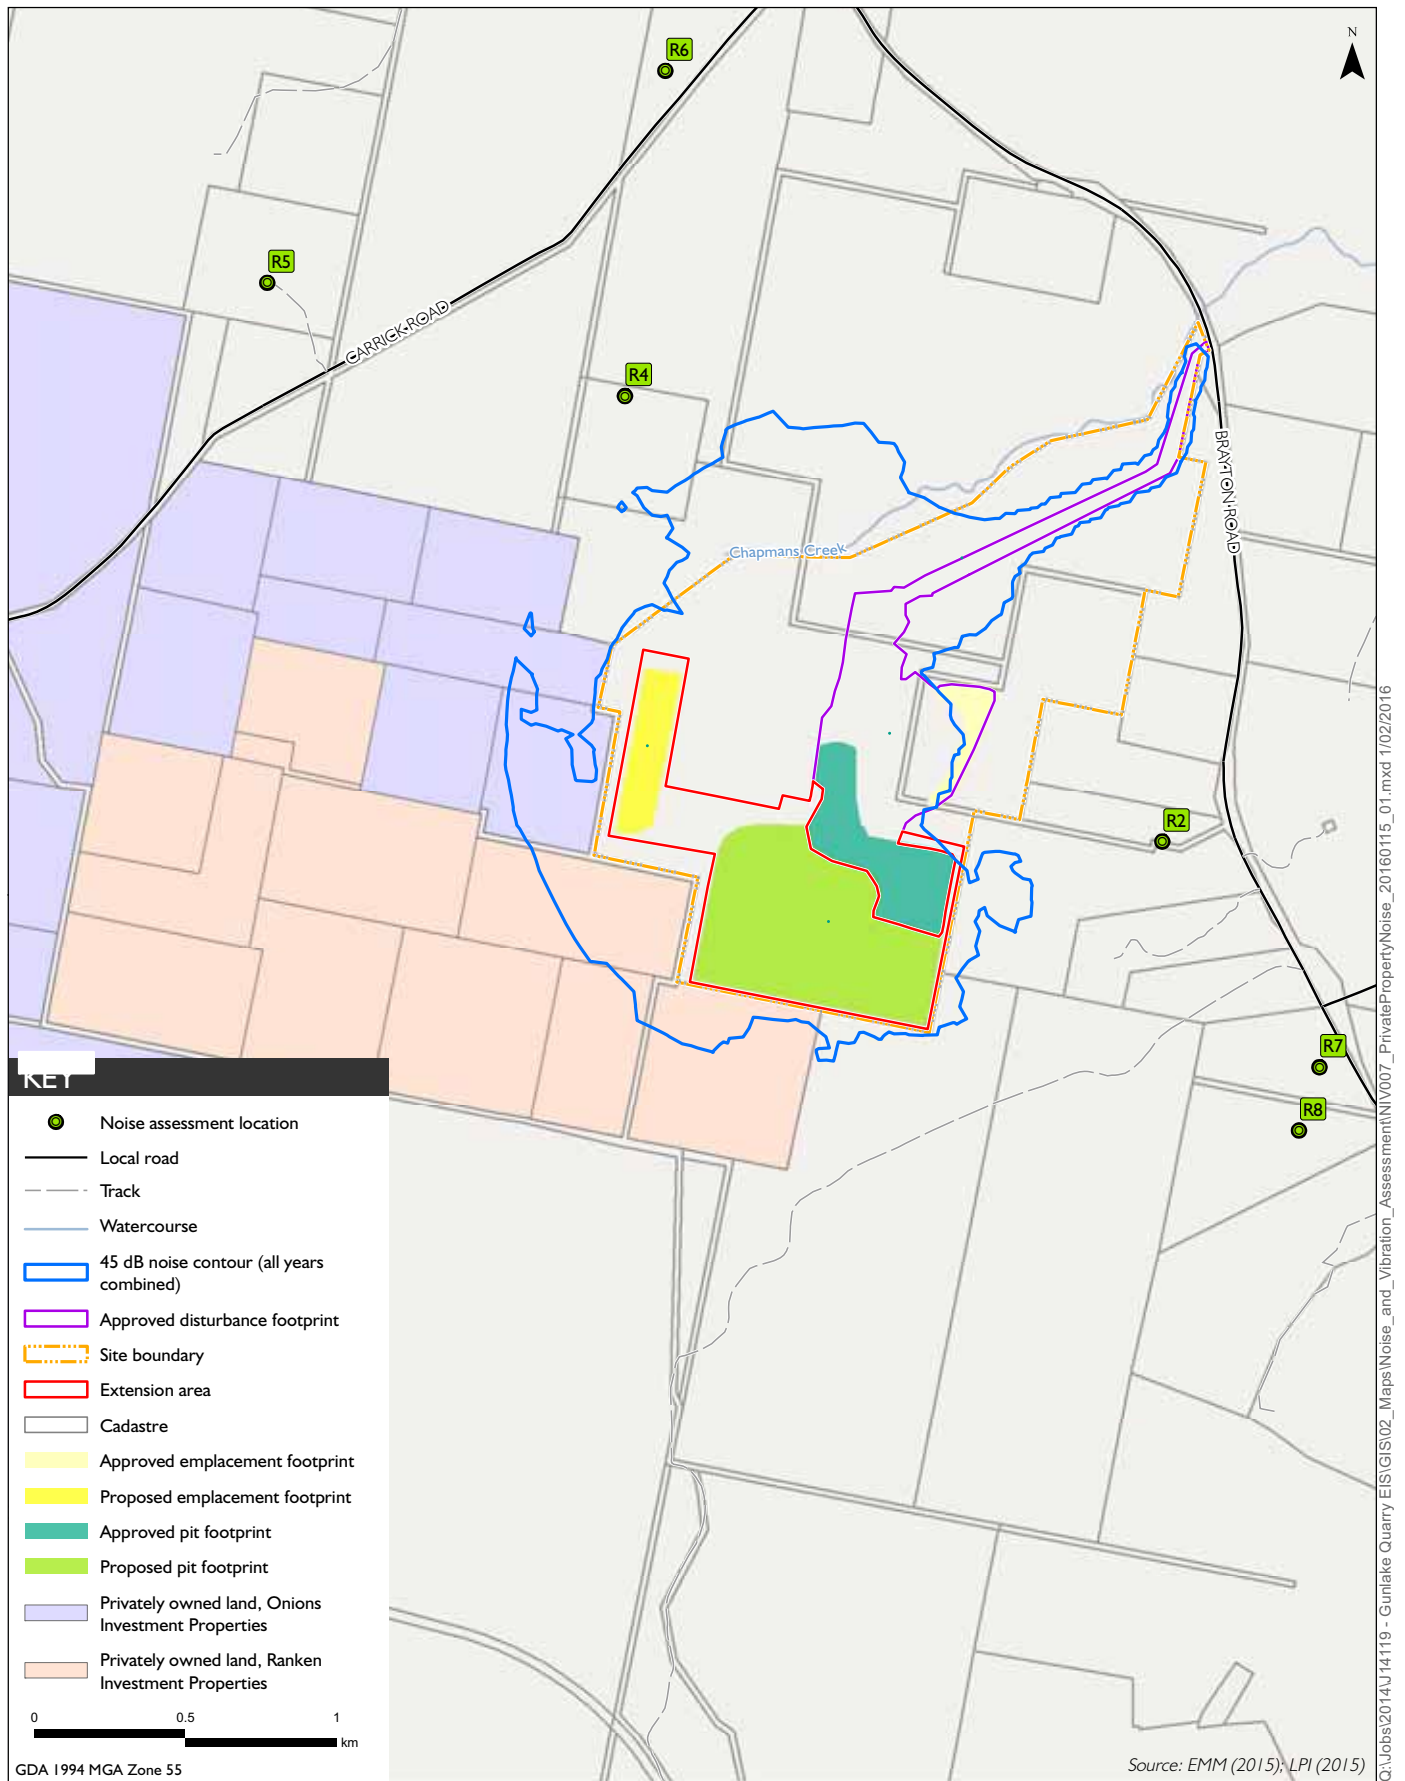 N
R6
R5
CARRICK ROAD
R4
BRAYTON ROAD
Chapmans Creek
R2
R7
R8
KEY
Noise assessment location
Local road
Track
Watercourse
45 dB noise contour (all years
combined)
Approved disturbance footprint
Site boundary
Extension area
Cadastre
Approved emplacement footprint
Proposed emplacement footprint
Approved pit footprint
Proposed pit footprint
Privately owned land, Onions
Investment Properties
Privately owned land, Ranken
Investment Properties
0 0.5 1
km
GDA 1994 MGA Zone 55
Source: EMM (2015); LPI (2015)
Q:\Jobs\2014\J14119 - Gunlake Quarry EIS\GIS\02_Maps\Noise_and_Vibration_Assessment\NIV007_PrivatePropertyNoise_20160115_01.mxd 1/02/2016